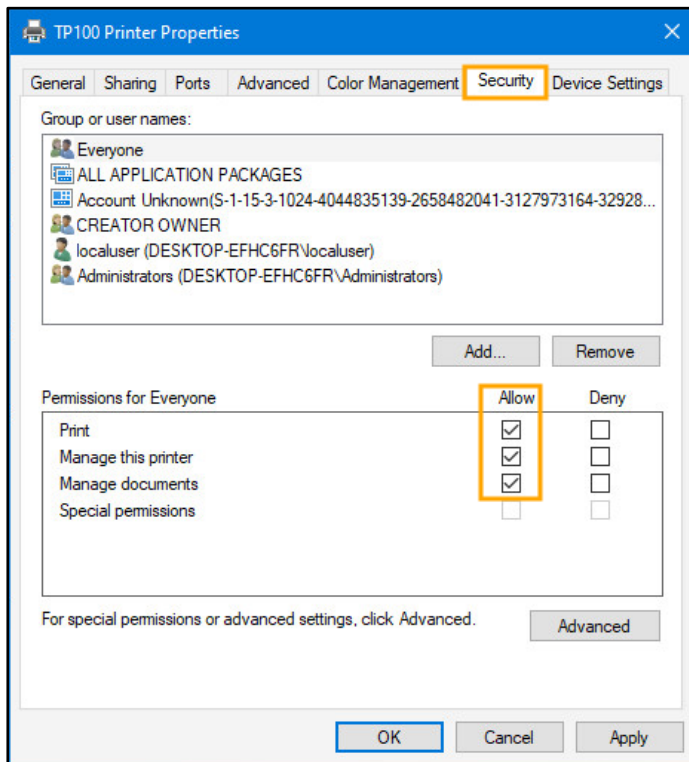 TP100 Printer Properties
General Sharing Ports Advanced Color Management Security Device Settings
Group or user names:
Everyone
ALL APPLICATION PACKAGES
Account Unknown(S-1-15-3-1024-4044835139-2658482041-3127973164-32928...
CREATOR OWNER
localuser (DESKTOP-EFHC6FR\localuser)
Administrators (DESKTOP-EFHC6FR\Administrators)
Add... Remove
Permissions for Everyone Allow Deny
Print
Manage this printer
Manage documents
Special permissions
For special permissions or advanced settings, click Advanced. Advanced
OK Cancel Apply